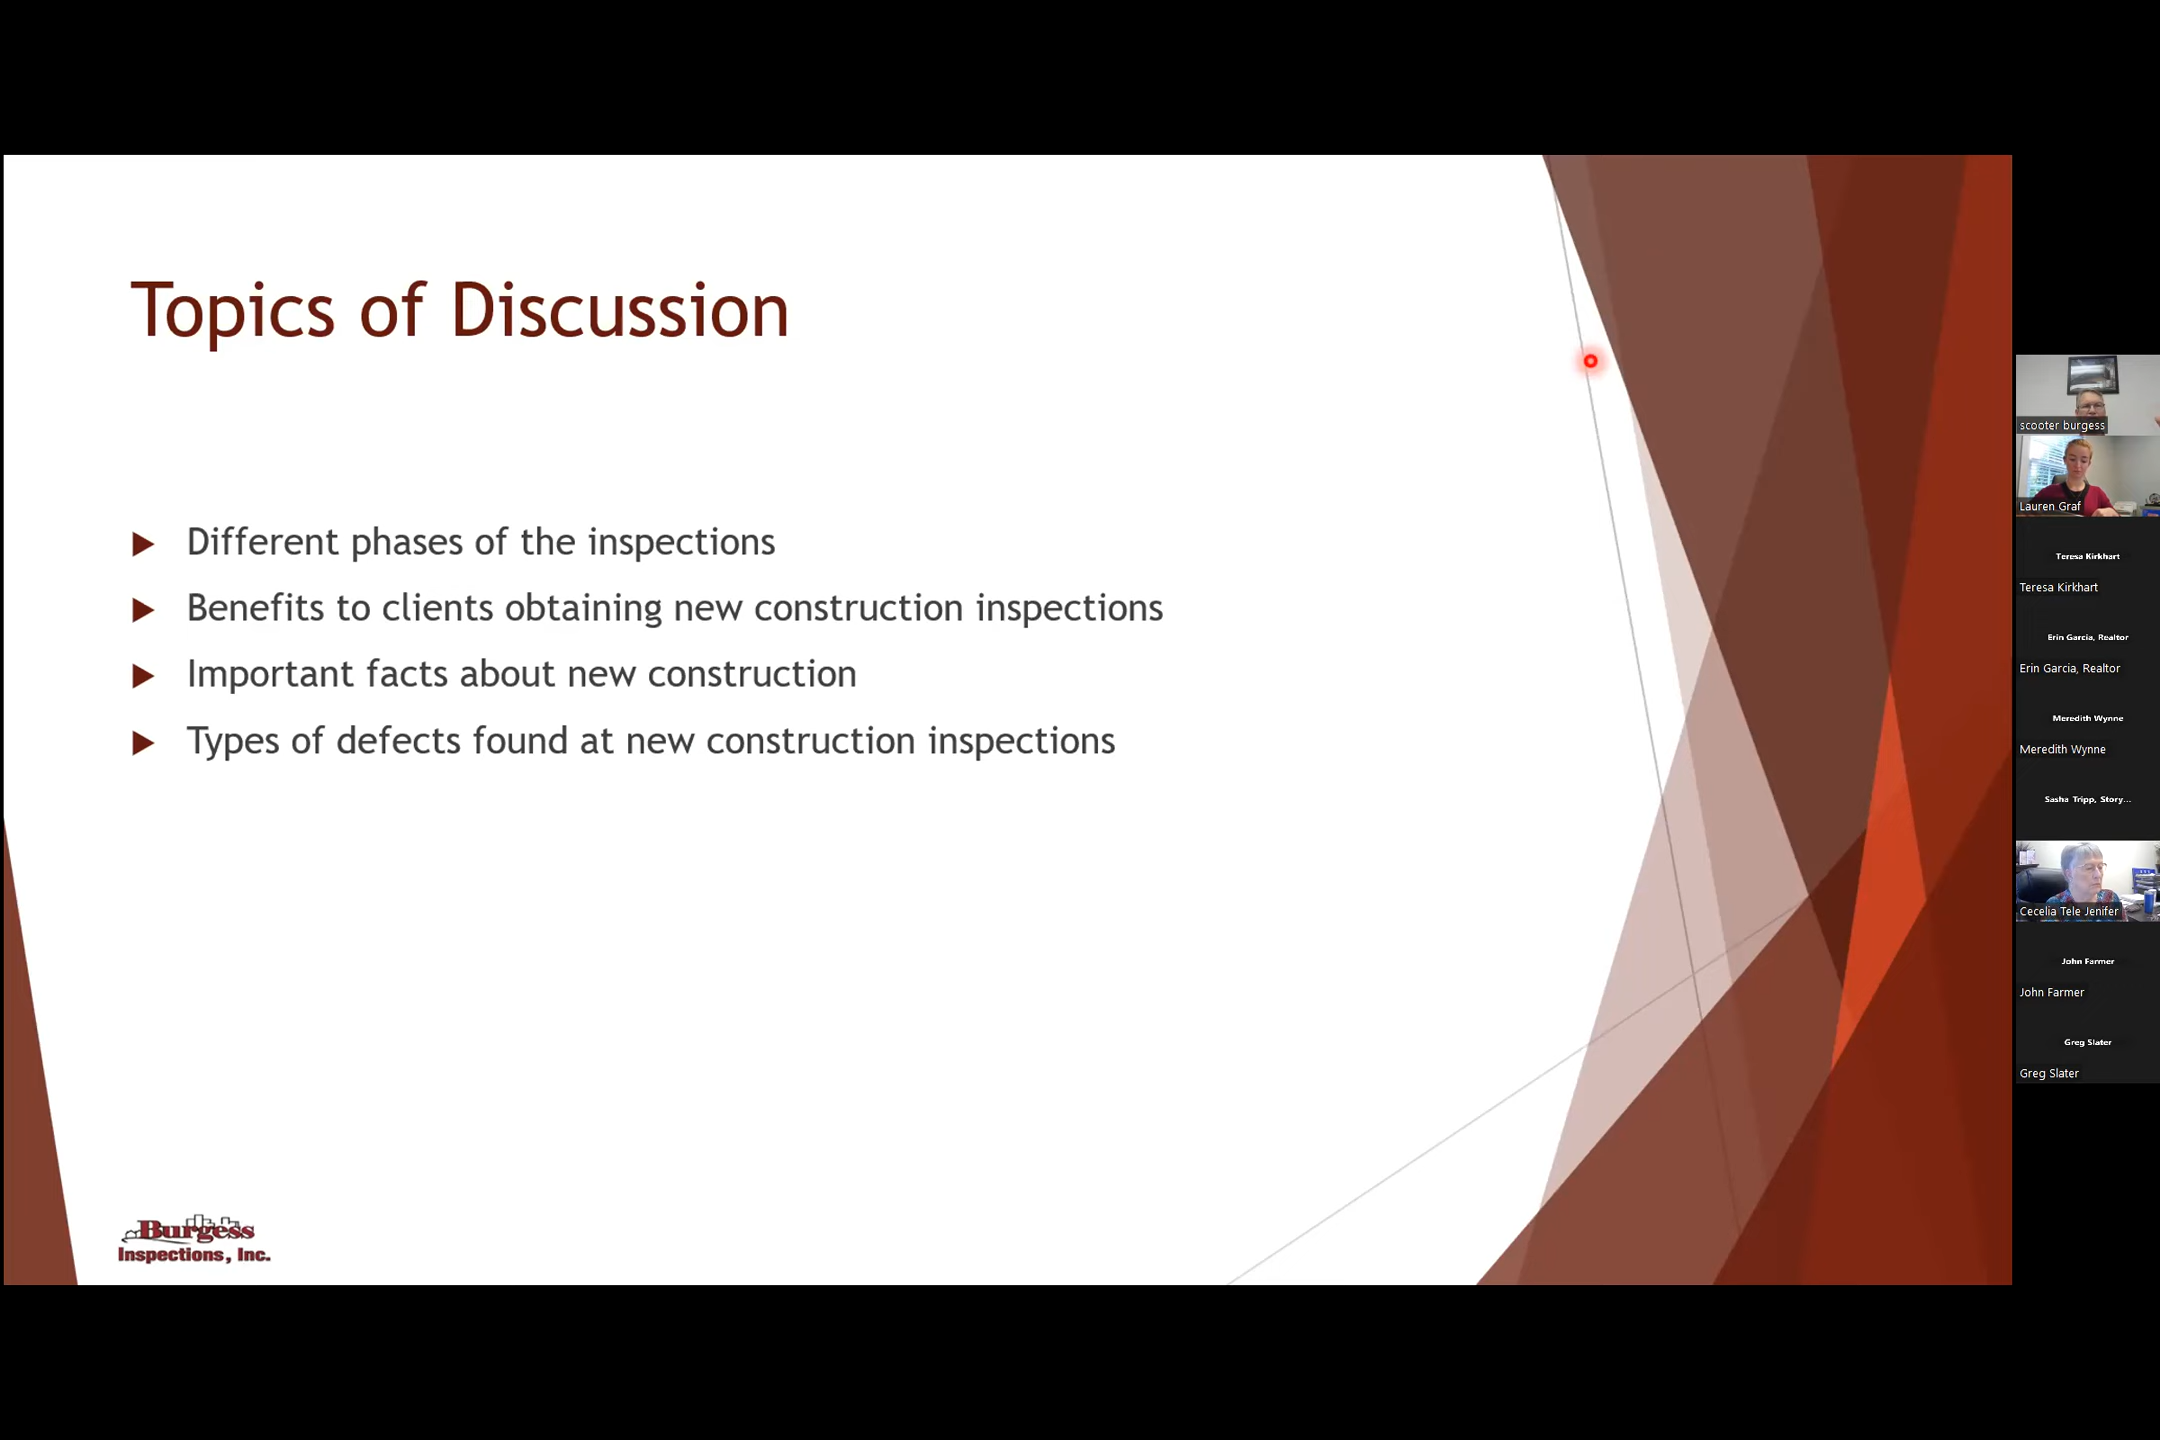 Topics of Discussion
Different phases of the inspections
Benefits to clients obtaining new construction inspections
Important facts about new construction
Types of defects found at new construction inspections
Burgess
Inspections, Inc.
scooter burgess
Lauren Graf
Teresa Kirkhart
Teresa Kirkhart
Erin Garcia, Realtor
Erin Garcia, Realtor
Meredith Wynne
Meredith Wynne
Sasha Tripp, Story...
Cecelia Tele Jenifer
John Farmer
John Farmer
Greg Slater
Greg Slater